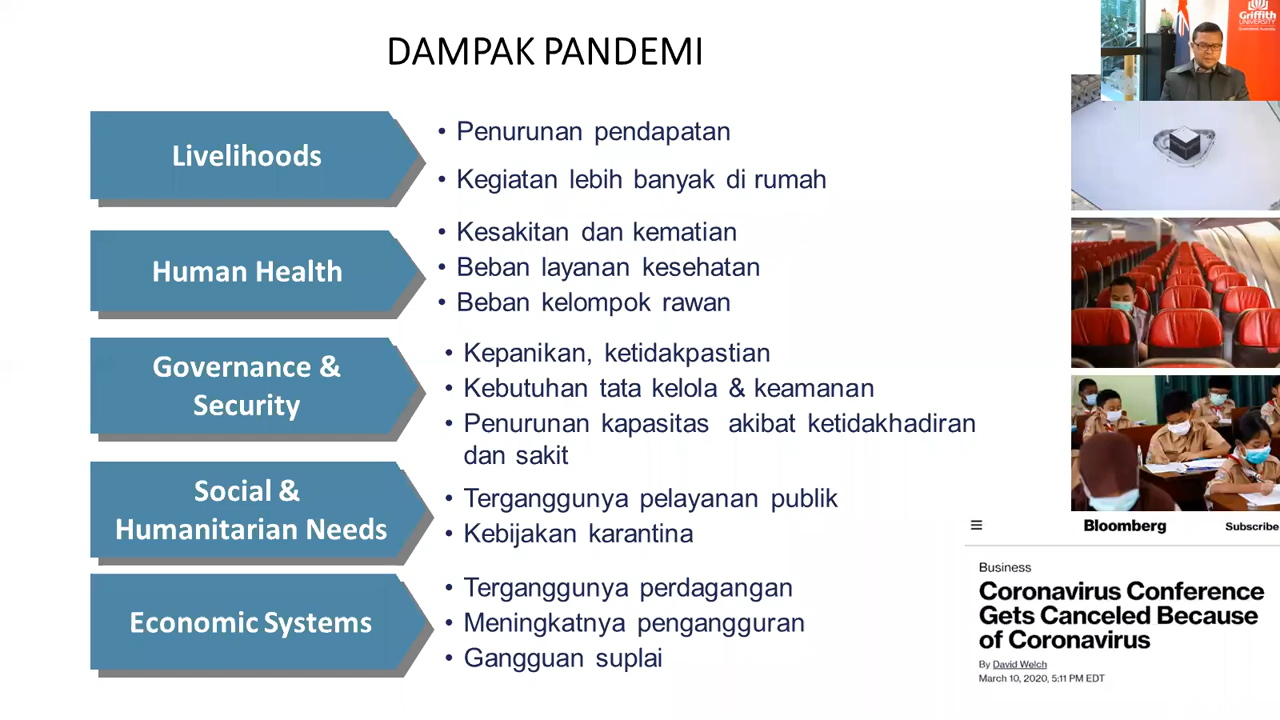 DAMPAK PANDEMI
Livelihoods
• Penurunan pendapatan
• Kegiatan lebih banyak di rumah
Human Health
• Kesakitan dan kematian
• Beban layanan kesehatan
• Beban kelompok rawan
Governance &
Security
• Kepanikan, ketidakpastian
• Kebutuhan tata kelola & keamanan
• Penurunan kapasitas akibat ketidakhadiran
dan sakit
Social &
Humanitarian Needs
• Terganggunya pelayanan publik
• Kebijakan karantina
Economic Systems
• Terganggunya perdagangan
• Meningkatnya pengangguran
• Gangguan suplai
Griffith
UNIVERSITY
Queensland, Australia
Bloomberg
Subscribe
Business
Coronavirus Conference
Gets Canceled Because
of Coronavirus
By David Welch
March 10, 2020, 5:11 PM EDT